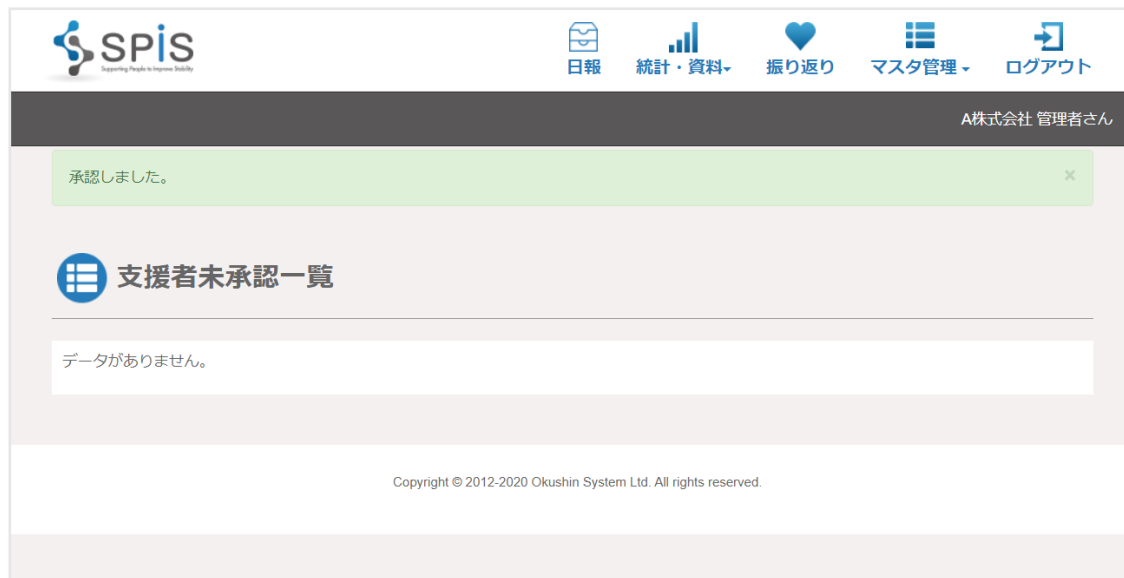 SPiS
Supporting People to Improve Stability
日報
統計・資料
振り返り
マスタ管理
ログアウト
A株式会社 管理者さん
承認しました。
×
支援者未承認一覧
データがありません。
Copyright © 2012-2020 Okushin System Ltd. All rights reserved.